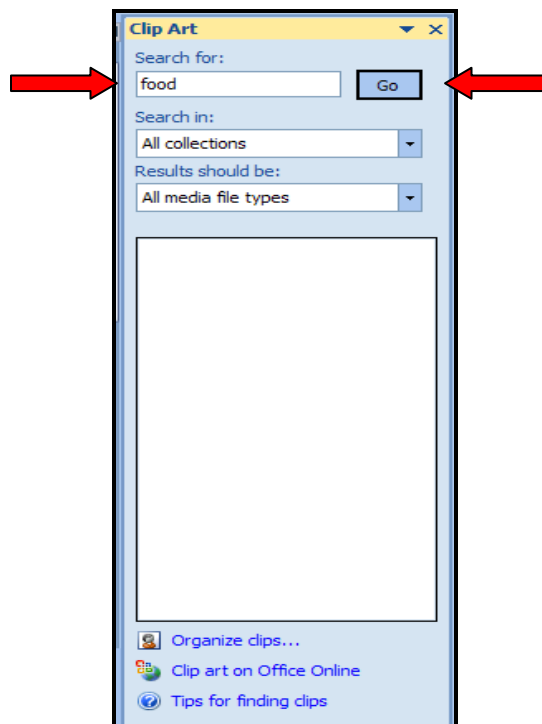 Clip Art
Search for:
food Go
Search in:
All collections
Results should be:
All media file types
Organize clips...
Clip art on Office Online
Tips for finding clips